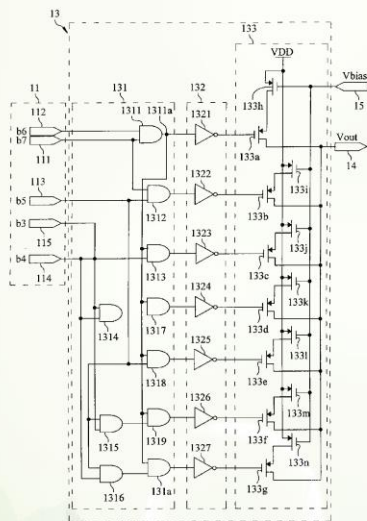 13
133
VDD
131
132
11
1311
1311a
1321
133h
Vbias
15
112
b6
b7
111
133a
Vout
14
113
1322
133i
b5
1312
133b
b3
115
1323
133j
b4
114
1313
133c
1324
133k
1314
1317
133d
1325
133l
1318
133e
1326
133m
1315
1319
133f
1327
133n
1316
131a
133g